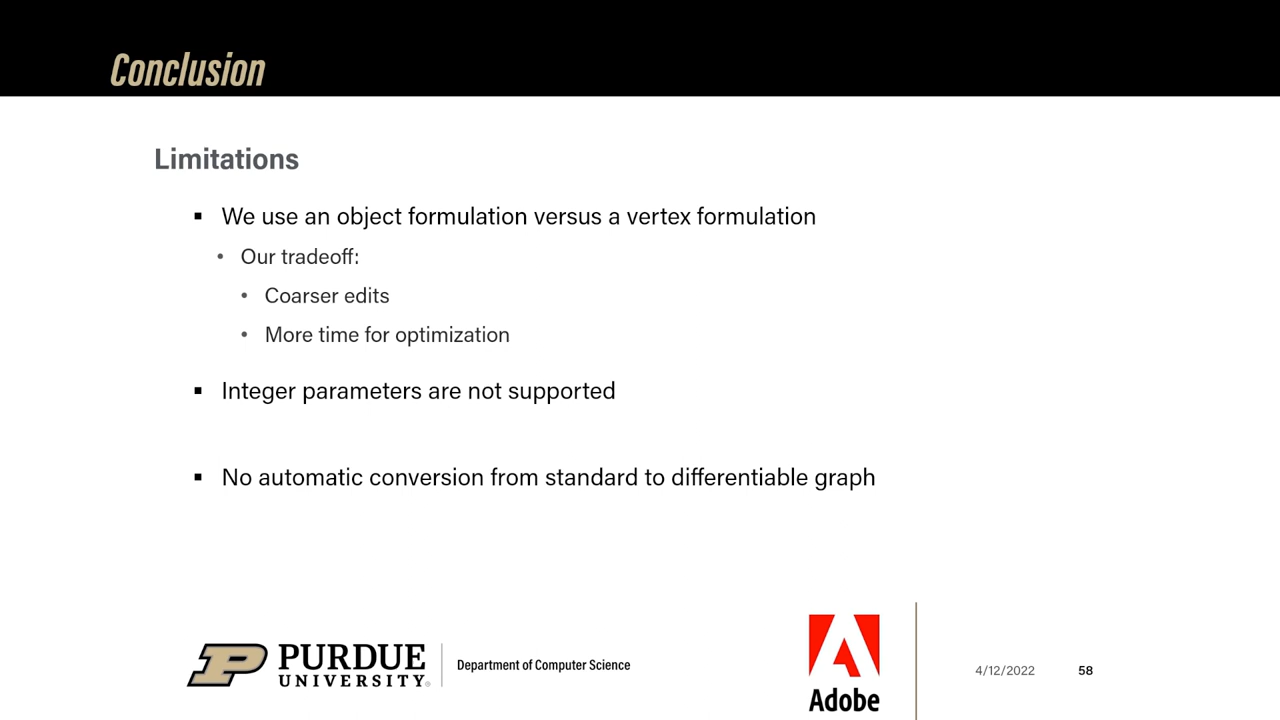 Conclusion
Limitations
▪ We use an object formulation versus a vertex formulation
• Our tradeoff:
• Coarser edits
• More time for optimization
▪ Integer parameters are not supported
▪ No automatic conversion from standard to differentiable graph
PURDUE
UNIVERSITY®
Department of Computer Science
Adobe
4/12/2022
58